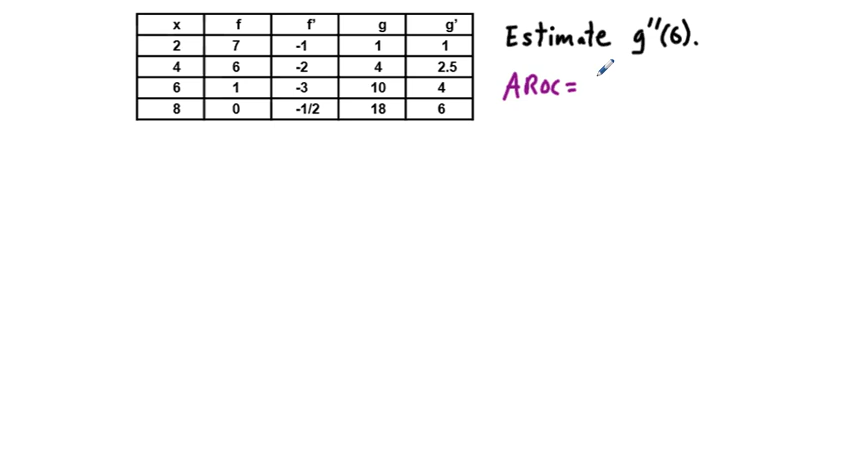 x f f' g g'
2 7 -1 1 1
4 6 -2 4 2.5
6 1 -3 10 4
8 0 -1/2 18 6
Estimate g''(6).
AROC =